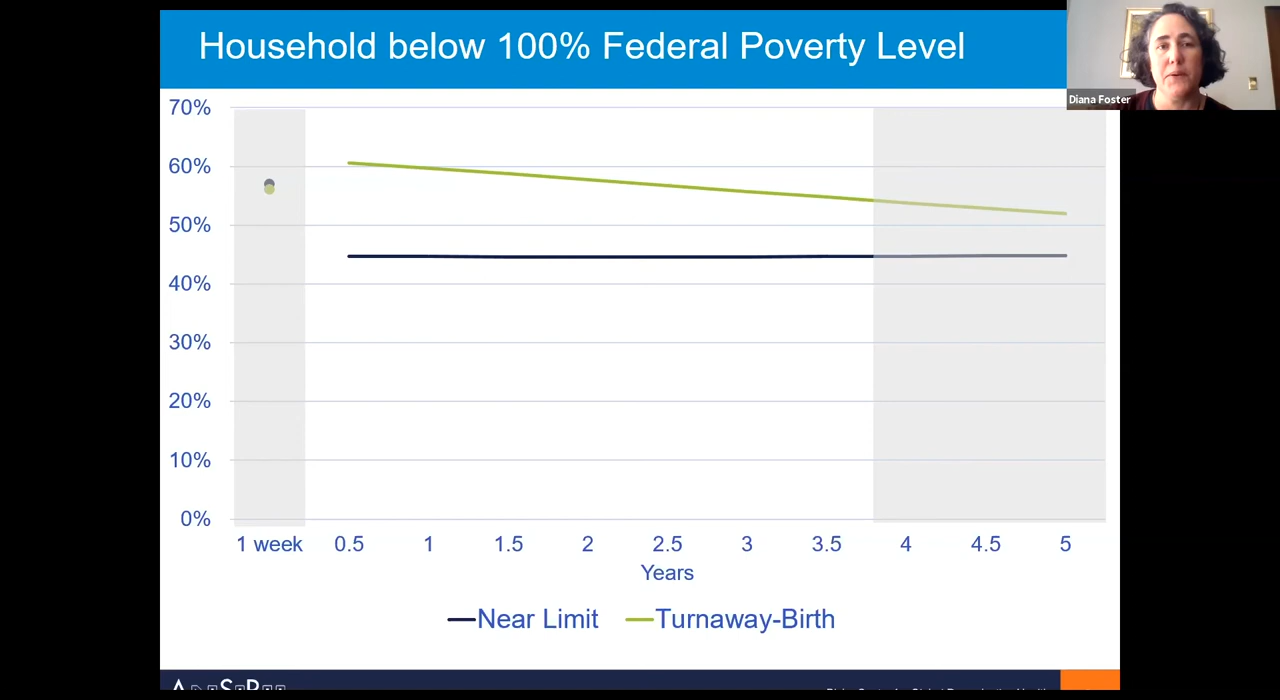 Household below 100% Federal Poverty Level
Diana Foster
70%
60%
50%
40%
30%
20%
10%
0%
1 week 0.5 1 1.5 2 2.5 3 3.5 4 4.5 5
Years
Near Limit Turnaway-Birth